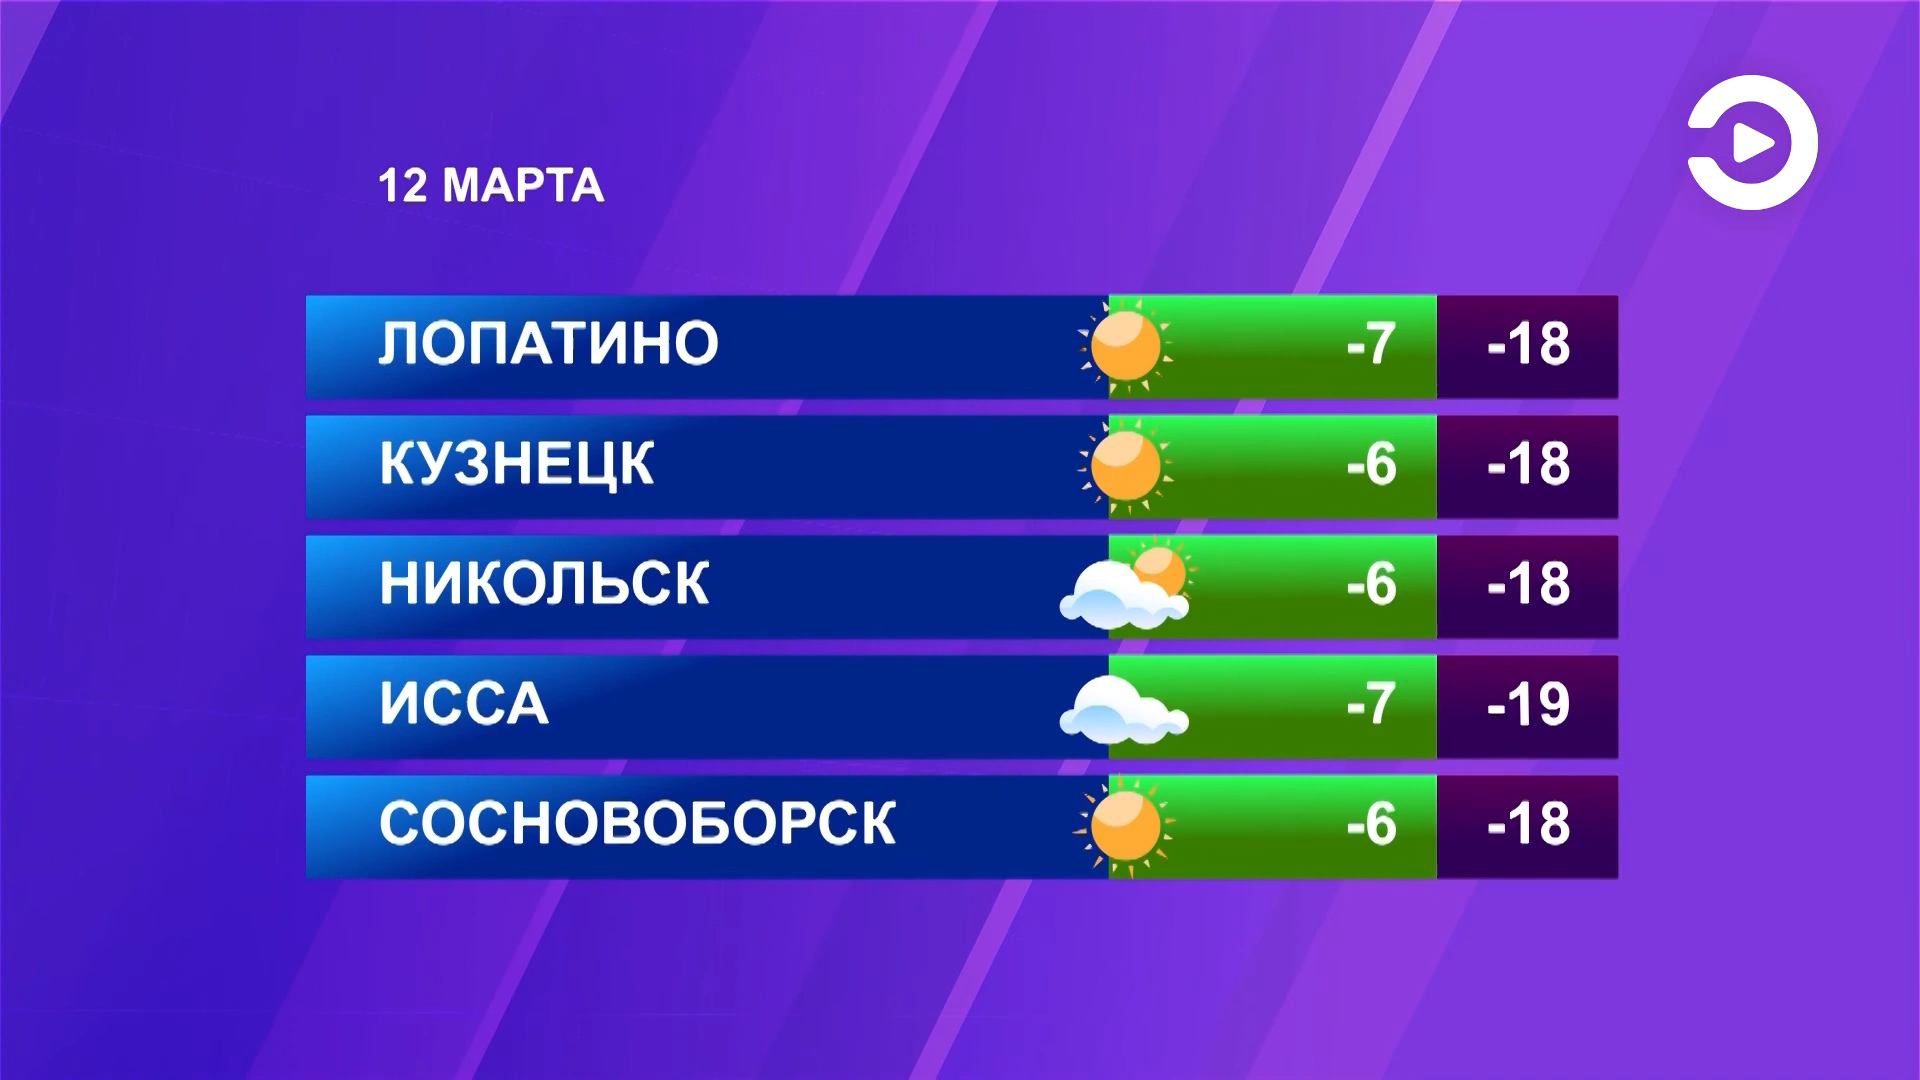 12 МАРТА
ЛОПАТИНО -7 -18
КУЗНЕЦК -6 -18
НИКОЛЬСК -6 -18
ИССА -7 -19
СОСНОВОБОРСК -6 -18